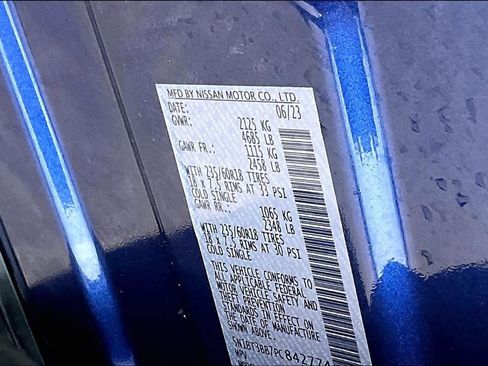 MFD BY NISSAN MOTOR CO., LTD.
DATE: 06/23
GVWR: 2125 KG
4685 LB
GAWR FR.: 1115 KG
2458 LB
WITH 235/60R18 TIRES
18 x 7.5 RIMS AT 33 PSI
COLD SINGLE
GAWR RR.: 1065 KG
2348 LB
WITH 235/60R18 TIRES
18 x 7.5 RIMS AT 30 PSI
COLD SINGLE
THIS VEHICLE CONFORMS TO
ALL APPLICABLE FEDERAL
MOTOR VEHICLE SAFETY AND
THEFT PREVENTION
STANDARDS IN EFFECT ON
THE DATE OF MANUFACTURE
SHOWN ABOVE.
5N1BT3BB7PC842774
MPV